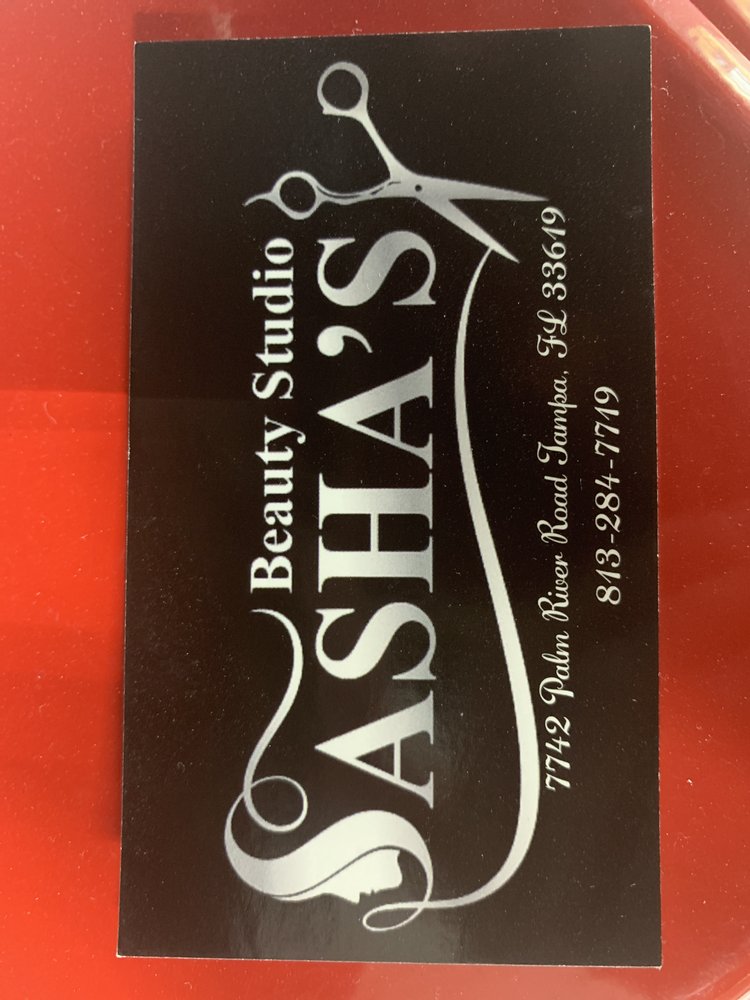 Beauty Studio
SASHA'S
7742 Palm River Road Tampa, FL 33619
813-284-7719